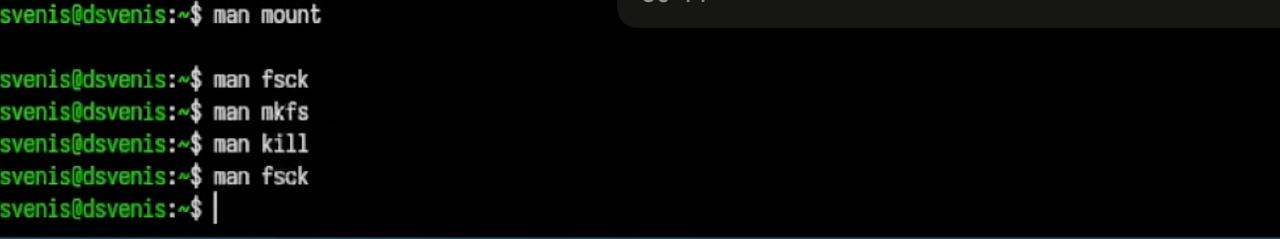 svenis@dsvenis:~$ man mount
svenis@dsvenis:~$ man fsck
svenis@dsvenis:~$ man mkfs
svenis@dsvenis:~$ man kill
svenis@dsvenis:~$ man fsck
svenis@dsvenis:~$